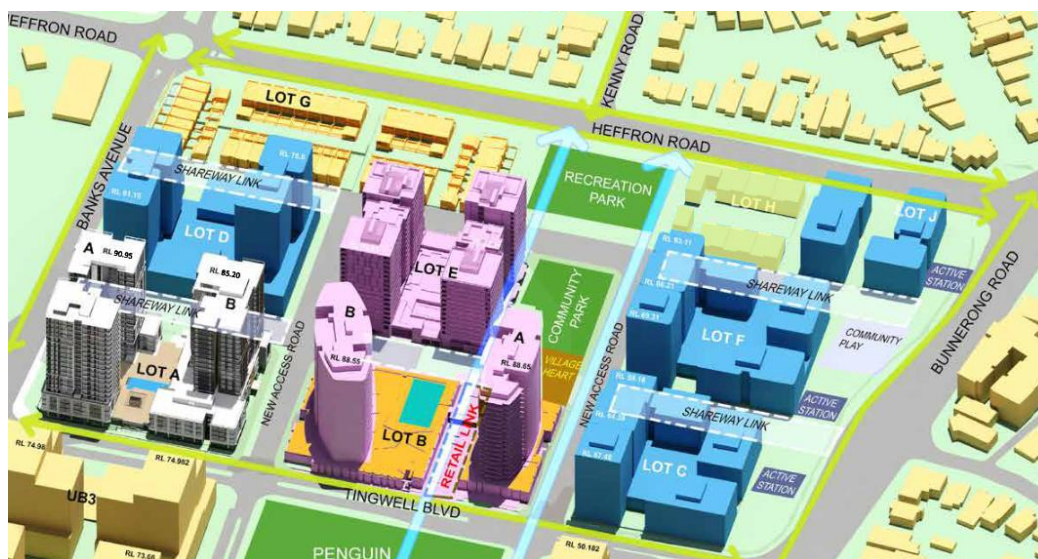 HEFFRON ROAD
KENNY ROAD
HEFFRON ROAD
BANKS AVENUE
LOT G
RL 78.8
SHAREWAY LINK
RL 81.15
LOT D
RECREATION
PARK
LOT H
LOT J
A
RL 90.95
RL 85.20
B
SHAREWAY LINK
LOT A
NEW ACCESS ROAD
LOT E
COMMUNITY
PARK
VILLAGE
HEART
B
RL 88.55
A
RL 88.65
LOT B
RETAIL LINK
NEW ACCESS ROAD
SHAREWAY LINK
ACTIVE
STATION
LOT F
COMMUNITY
PLAY
BUNNERONG ROAD
SHAREWAY LINK
ACTIVE
STATION
LOT C
ACTIVE
STATION
RL 67.48
RL 74.98
RL 74.982
UB3
RL 73.66
TINGWELL BLVD
PENGUIN
RL 50.182